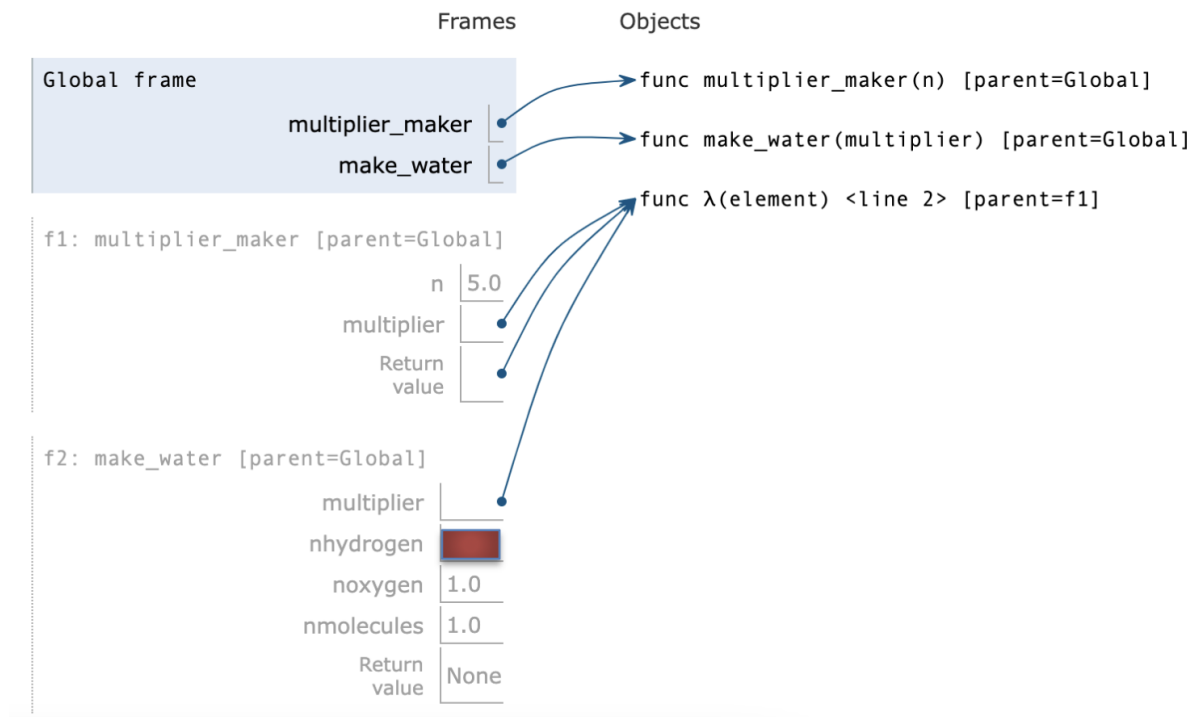 Frames Objects
Global frame
func multiplier_maker(n) [parent=Global]
multiplier_maker
func make_water(multiplier) [parent=Global]
make_water
func λ(element) <line 2> [parent=f1]
f1: multiplier_maker [parent=Global]
n 5.0
multiplier
Return
value
f2: make_water [parent=Global]
multiplier
nhydrogen
noxygen 1.0
nmolecules 1.0
Return
value None